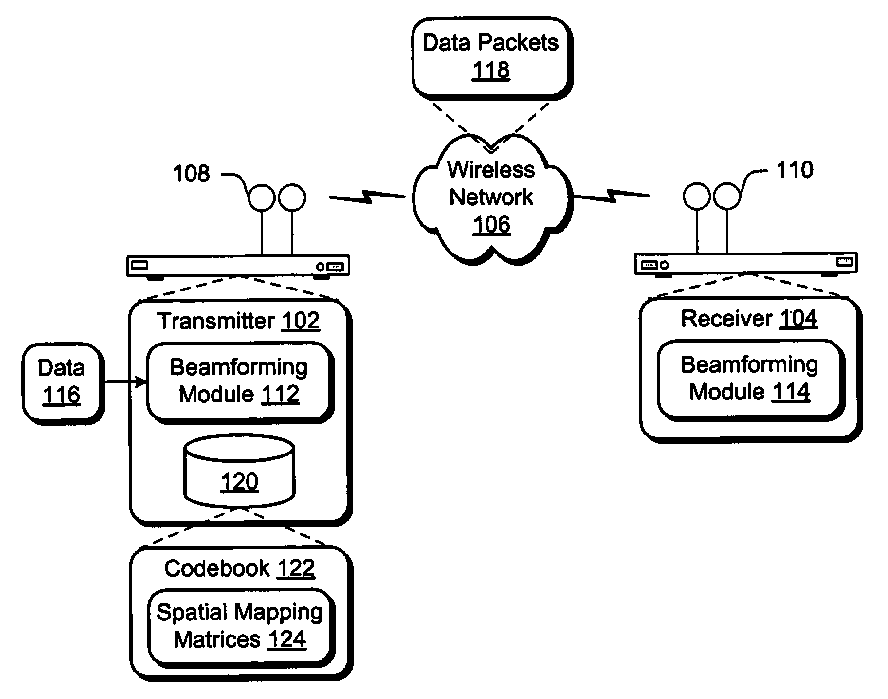 Data Packets
118
108
Wireless
Network
106
110
Transmitter 102
Receiver 104
Data
116
Beamforming
Module 112
Beamforming
Module 114
120
Codebook 122
Spatial Mapping
Matrices 124